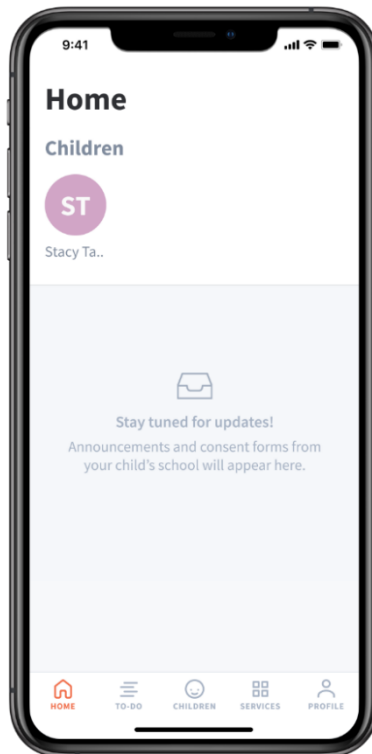 9:41
Home
Children
ST
Stacy Ta..
Stay tuned for updates!
Announcements and consent forms from
your child's school will appear here.
HOME TO-DO CHILDREN SERVICES PROFILE